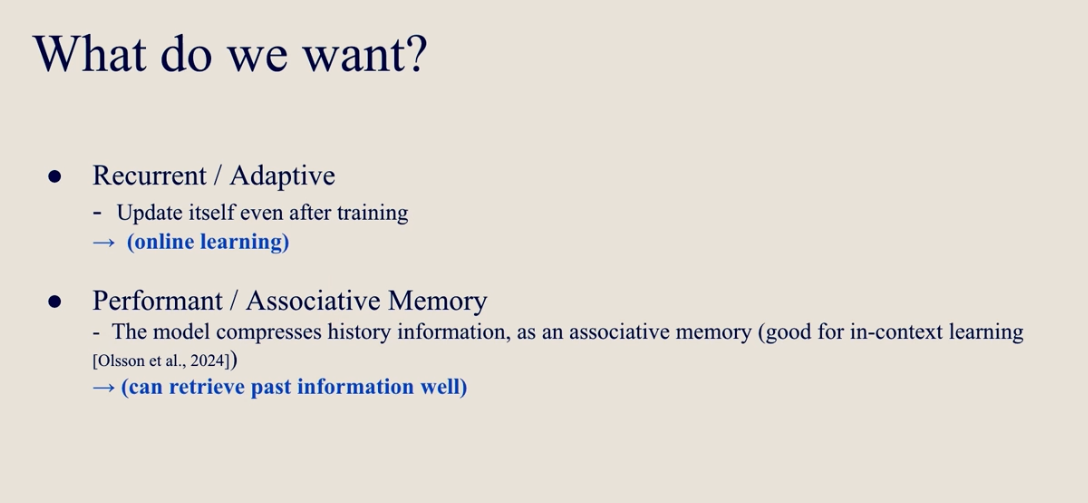 What do we want?
● Recurrent / Adaptive
- Update itself even after training
→ (online learning)
● Performant / Associative Memory
- The model compresses history information, as an associative memory (good for in-context learning
[Olsson et al., 2024])
→ (can retrieve past information well)